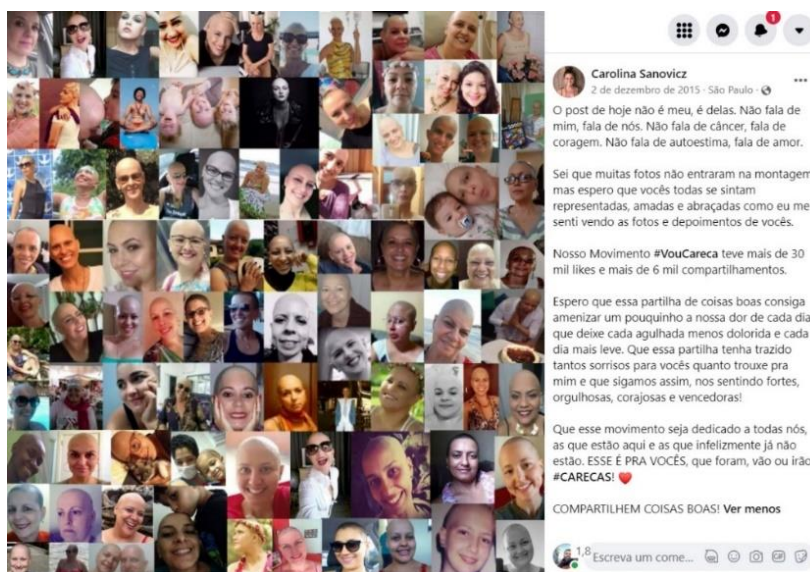 1
Carolina Sanovicz
2 de dezembro de 2015 · São Paulo ·
O post de hoje não é meu, é delas. Não fala de
mim, fala de nós. Não fala de câncer, fala de
coragem. Não fala de autoestima, fala de amor.
Sei que muitas fotos não entraram na montagem
mas espero que vocês todas se sintam
representadas, amadas e abraçadas como eu me
senti vendo as fotos e depoimentos de vocês.
Nosso Movimento #VouCareca teve mais de 30
mil likes e mais de 6 mil compartilhamentos.
Espero que essa partilha de coisas boas consiga
amenizar um pouquinho a nossa dor de cada dia
que deixe cada agulhada menos dolorida e cada
dia mais leve. Que essa partilha tenha trazido
tantos sorrisos para vocês quanto trouxe pra
mim e que sigamos assim, nos sentindo fortes,
orgulhosas, corajosas e vencedoras!
Que esse movimento seja dedicado a todas nós,
as que estão aqui e as que infelizmente já não
estão. ESSE É PRA VOCÊS, que foram, vão ou irão
#CARECAS! ❤️
COMPARTILHEM COISAS BOAS! Ver menos
1,8
Escreva um come... GIF